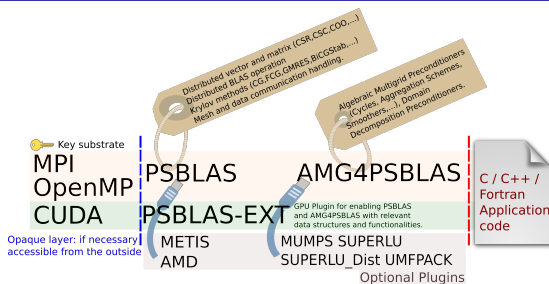 Distributed vector and matrix (CSR,CSC,COO,...)
Distributed BLAS operation
Krylov methods (CG,FCG,GMRES,BiCGStab,...)
Mesh and data communication handling.
Algebraic Multigrid Preconditioners
(Cycles, Aggregation Schemes,
Smoothers,...), Domain
Decomposition Preconditioners.
Key substrate
MPI
OpenMP
CUDA
PSBLAS
AMG4PSBLAS
PSBLAS-EXT
GPU Plugin for enabling PSBLAS
and AMG4PSBLAS with relevant
data structures and functionalities.
C / C++ /
Fortran
Application
code
Opaque layer: if necessary
accessible from the outside
METIS
AMD
MUMPS SUPERLU
SUPERLU_Dist UMFPACK
Optional Plugins